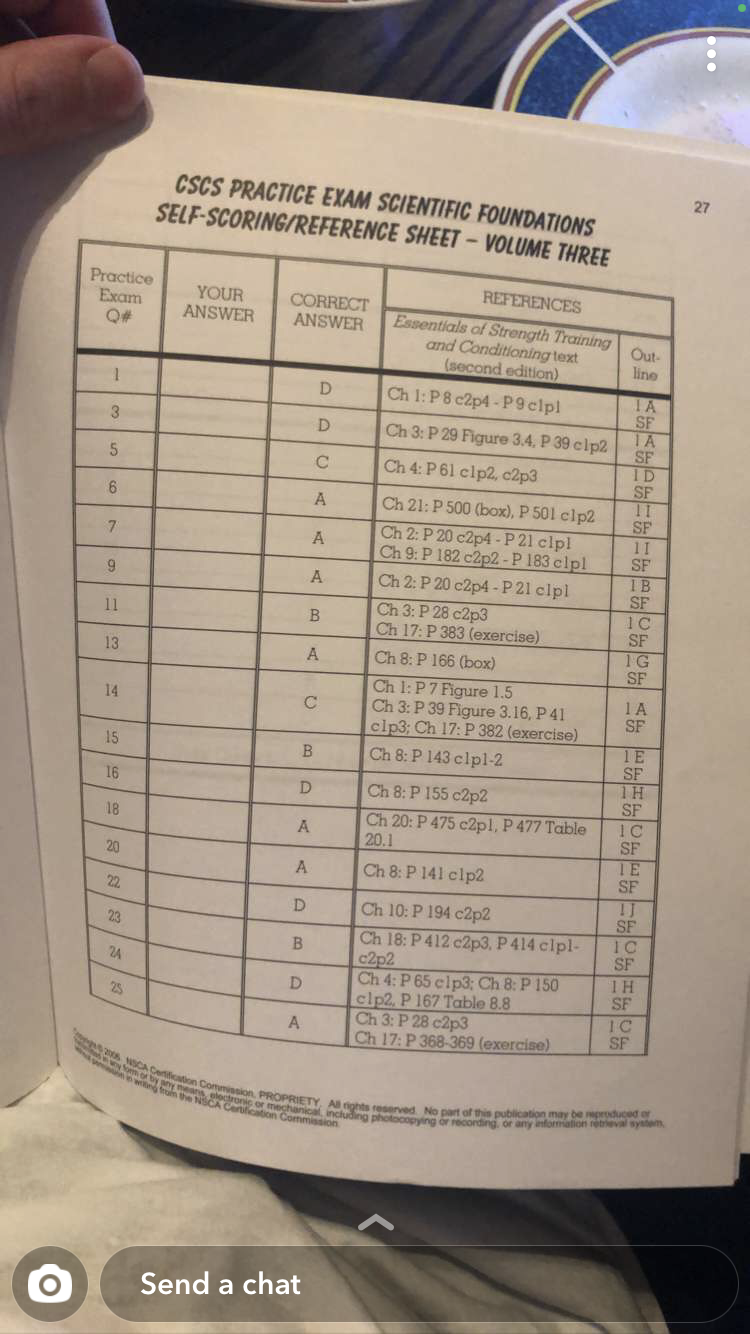 27
CSCS PRACTICE EXAM SCIENTIFIC FOUNDATIONS
SELF-SCORING/REFERENCE SHEET – VOLUME THREE
Practice
Exam
Q#
YOUR
ANSWER
CORRECT
ANSWER
REFERENCES
Essentials of Strength Training
and Conditioning text
(second edition)
Out-
line
1
D
Ch 1: P 8 c2p4 - P 9 c1p1
1 A
SF
3
D
Ch 3: P 29 Figure 3.4, P 39 c1p2
1 A
SF
5
C
Ch 4: P 61 c1p2, c2p3
1 D
SF
6
A
Ch 21: P 500 (box), P 501 c1p2
1 I
SF
7
A
Ch 2: P 20 c2p4 - P 21 c1p1
Ch 9: P 182 c2p2 - P 183 c1p1
1 I
SF
9
A
Ch 2: P 20 c2p4 - P 21 c1p1
1 B
SF
11
B
Ch 3: P 28 c2p3
Ch 17: P 383 (exercise)
1 C
SF
13
A
Ch 8: P 166 (box)
1 G
SF
14
C
Ch 1: P 7 Figure 1.5
Ch 3: P 39 Figure 3.16, P 41
c1p3; Ch 17: P 382 (exercise)
1 A
SF
15
B
Ch 8: P 143 c1p1-2
1 E
SF
16
D
Ch 8: P 155 c2p2
1 H
SF
18
A
Ch 20: P 475 c2p1, P 477 Table
20.1
1 C
SF
20
A
Ch 8: P 141 c1p2
1 E
SF
22
D
Ch 10: P 194 c2p2
1 J
SF
23
B
Ch 18: P 412 c2p3, P 414 c1p1-
c2p2
1 C
SF
24
D
Ch 4: P 65 c1p3; Ch 8: P 150
c1p2, P 167 Table 8.8
1 H
SF
25
A
Ch 3: P 28 c2p3
Ch 17: P 368-369 (exercise)
1 C
SF
Copyright © 2006 NSCA Certification Commission, PROPRIETY. All rights reserved. No part of this publication may be reproduced or
transmitted in any form or by any means, electronic or mechanical, including photocopying or recording, or any information retrieval system,
without permission in writing from the NSCA Certification Commission.
Send a chat